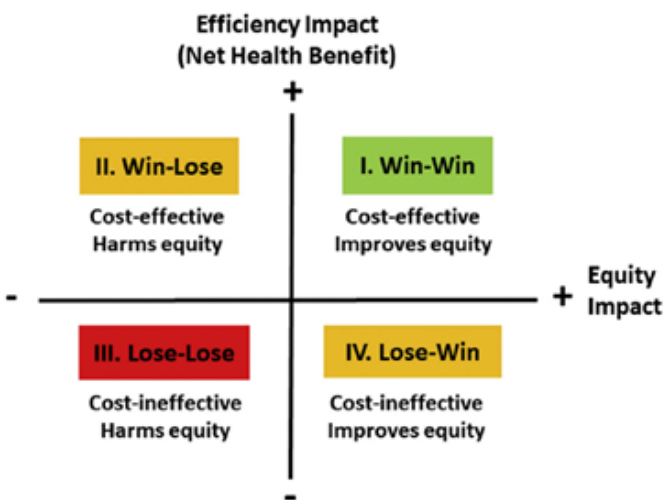 Efficiency Impact
(Net Health Benefit)
+
II. Win-Lose
Cost-effective
Harms equity
I. Win-Win
Cost-effective
Improves equity
-
+
Equity
Impact
III. Lose-Lose
Cost-ineffective
Harms equity
IV. Lose-Win
Cost-ineffective
Improves equity
-